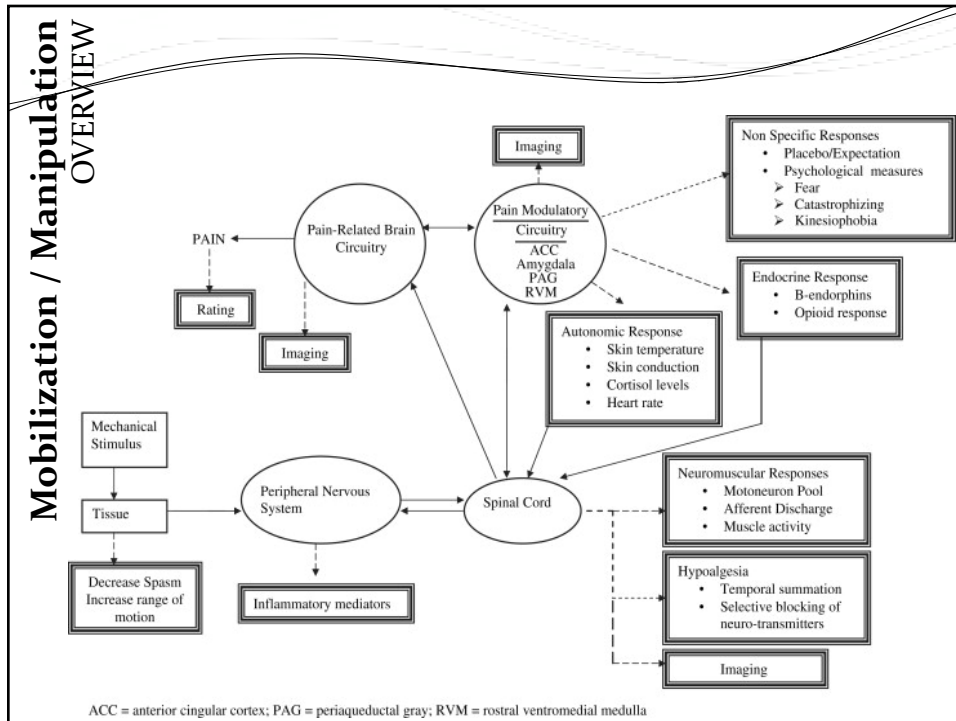 Mobilization / Manipulation
OVERVIEW
Imaging
Non Specific Responses
• Placebo/Expectation
• Psychological measures
➢ Fear
➢ Catastrophizing
➢ Kinesiophobia
Pain-Related Brain
Circuitry
Pain Modulatory
Circuitry
ACC
Amygdala
PAG
RVM
PAIN
Rating
Imaging
Endocrine Response
• B-endorphins
• Opioid response
Autonomic Response
• Skin temperature
• Skin conduction
• Cortisol levels
• Heart rate
Mechanical
Stimulus
Tissue
Peripheral Nervous
System
Spinal Cord
Neuromuscular Responses
• Motoneuron Pool
• Afferent Discharge
• Muscle activity
Decrease Spasm
Increase range of
motion
Inflammatory mediators
Hypoalgesia
• Temporal summation
• Selective blocking of
neuro-transmitters
Imaging
ACC = anterior cingular cortex; PAG = periaqueductal gray; RVM = rostral ventromedial medulla